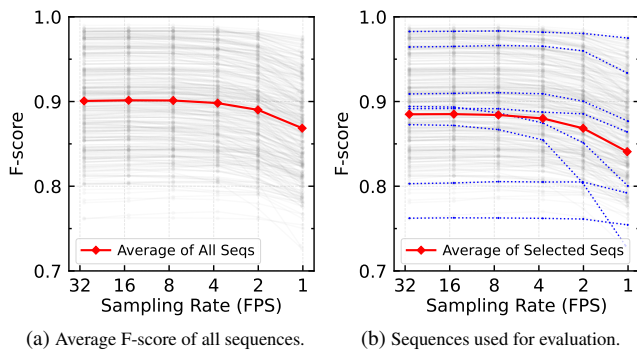 1.0
0.9
0.8
0.7
F-score
Average of All Seqs
32 16 8 4 2 1
Sampling Rate (FPS)
(a) Average F-score of all sequences.
1.0
0.9
0.8
0.7
F-score
Average of Selected Seqs
32 16 8 4 2 1
Sampling Rate (FPS)
(b) Sequences used for evaluation.